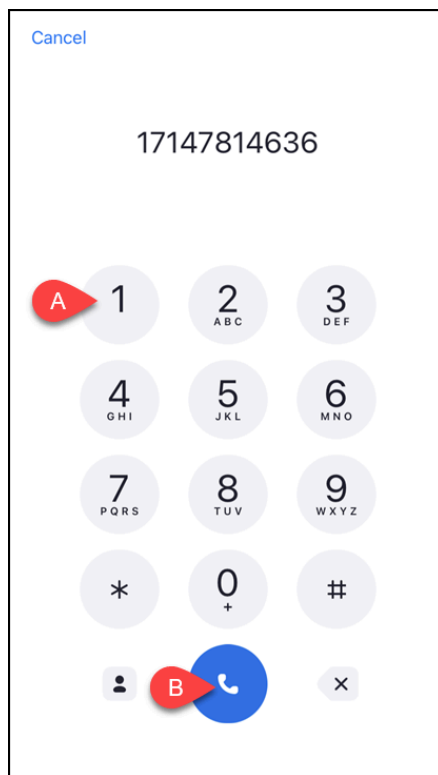 Cancel
17147814636
A
1
2
ABC
3
DEF
4
GHI
5
JKL
6
MNO
7
PQRS
8
TUV
9
WXYZ
*
0
+
#
B